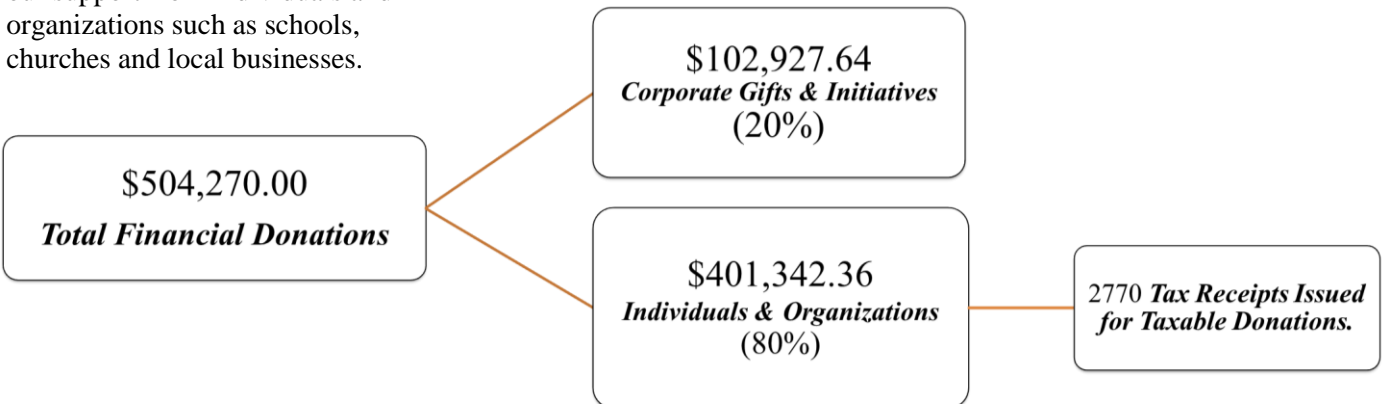 organizations such as schools,
churches and local businesses.
$102,927.64
Corporate Gifts & Initiatives
(20%)
$504,270.00
Total Financial Donations
$401,342.36
Individuals & Organizations
(80%)
2770 Tax Receipts Issued
for Taxable Donations.